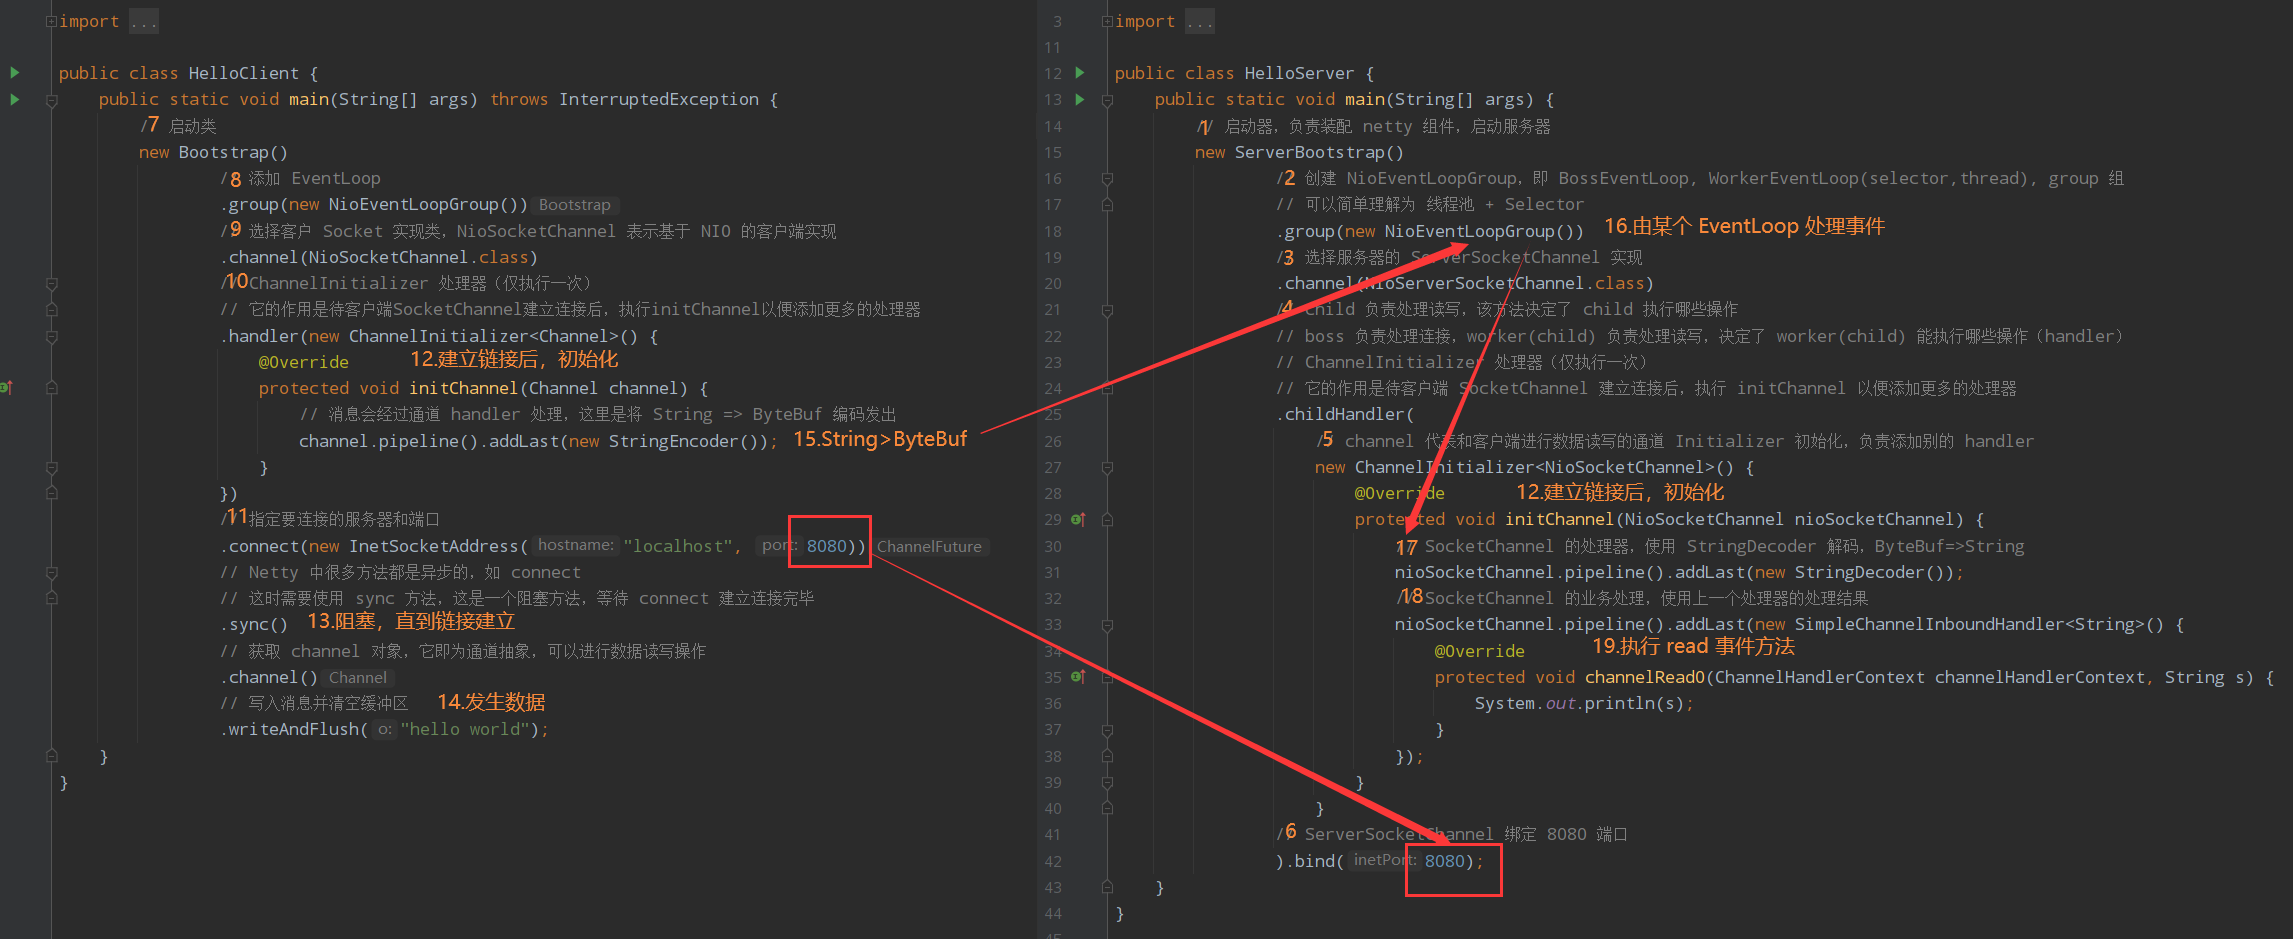 import ...
public class HelloClient {
public static void main(String[] args) throws InterruptedException {
/7 启动类
new Bootstrap()
/8 添加 EventLoop
.group(new NioEventLoopGroup()) Bootstrap
/9 选择客户 Socket 实现类，NioSocketChannel 表示基于 NIO 的客户端实现
.channel(NioSocketChannel.class)
/10 ChannelInitializer 处理器（仅执行一次）
// 它的作用是待客户端SocketChannel建立连接后，执行initChannel以便添加更多的处理器
.handler(new ChannelInitializer<Channel>() {
@Override 12.建立链接后，初始化
protected void initChannel(Channel channel) {
// 消息会经过通道 handler 处理，这里是将 String => ByteBuf 编码发出
channel.pipeline().addLast(new StringEncoder()); 15.String>ByteBuf
}
})
/11 指定要连接的服务器和端口
.connect(new InetSocketAddress( hostname: "localhost", port: 8080)) ChannelFuture
// Netty 中很多方法都是异步的，如 connect
// 这时需要使用 sync 方法，这是一个阻塞方法，等待 connect 建立连接完毕
.sync() 13.阻塞，直到链接建立
// 获取 channel 对象，它即为通道抽象，可以进行数据读写操作
.channel() Channel
// 写入消息并清空缓冲区 14.发生数据
.writeAndFlush( o: "hello world");
}
}
3 import ...
11
12 public class HelloServer {
13 public static void main(String[] args) {
14 /1 启动器，负责装配 netty 组件，启动服务器
15 new ServerBootstrap()
16 /2 创建 NioEventLoopGroup，即 BossEventLoop, WorkerEventLoop(selector,thread), group 组
17 // 可以简单理解为 线程池 + Selector
18 .group(new NioEventLoopGroup()) 16.由某个 EventLoop 处理事件
19 /3 选择服务器的 ServerSocketChannel 实现
20 .channel(NioServerSocketChannel.class)
21 /4 child 负责处理读写，该方法决定了 child 执行哪些操作
22 // boss 负责处理连接，worker(child) 负责处理读写，决定了 worker(child) 能执行哪些操作（handler）
23 // ChannelInitializer 处理器（仅执行一次）
24 // 它的作用是待客户端 SocketChannel 建立连接后，执行 initChannel 以便添加更多的处理器
25 .childHandler(
26 /5 channel 代表和客户端进行数据读写的通道 Initializer 初始化，负责添加别的 handler
27 new ChannelInitializer<NioSocketChannel>() {
28 @Override 12.建立链接后，初始化
29 protected void initChannel(NioSocketChannel nioSocketChannel) {
30 17 SocketChannel 的处理器，使用 StringDecoder 解码，ByteBuf=>String
31 nioSocketChannel.pipeline().addLast(new StringDecoder());
32 /18 SocketChannel 的业务处理，使用上一个处理器的处理结果
33 nioSocketChannel.pipeline().addLast(new SimpleChannelInboundHandler<String>() {
34 @Override 19.执行 read 事件方法
35 protected void channelRead0(ChannelHandlerContext channelHandlerContext, String s) {
36 System.out.println(s);
37 }
38 });
39 }
40 }
41 /6 ServerSocketChannel 绑定 8080 端口
42 ).bind( inetPort: 8080);
43 }
44 }
45